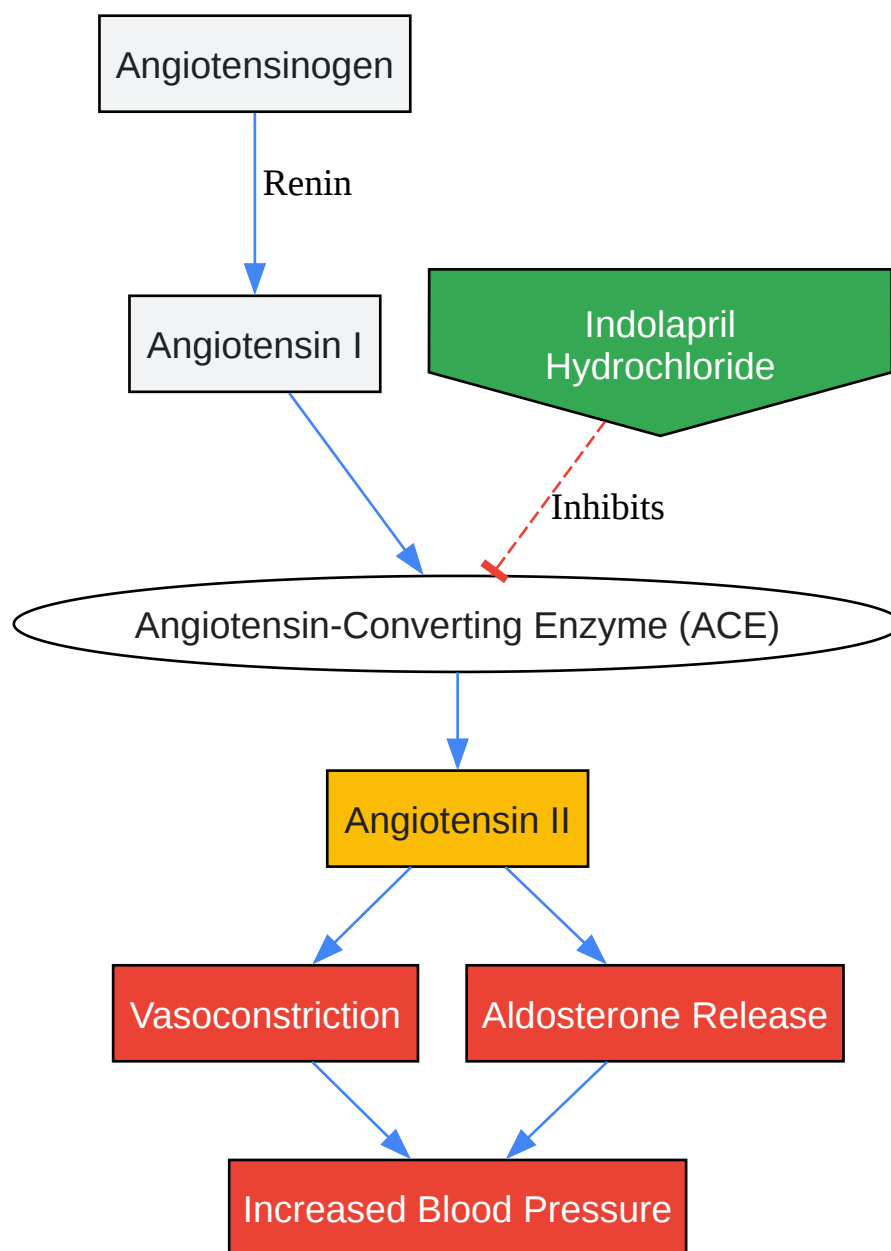 Angiotensinogen
Renin
Angiotensin I
Indolapril
Hydrochloride
Inhibits
Angiotensin-Converting Enzyme (ACE)
Angiotensin II
Vasoconstriction
Aldosterone Release
Increased Blood Pressure